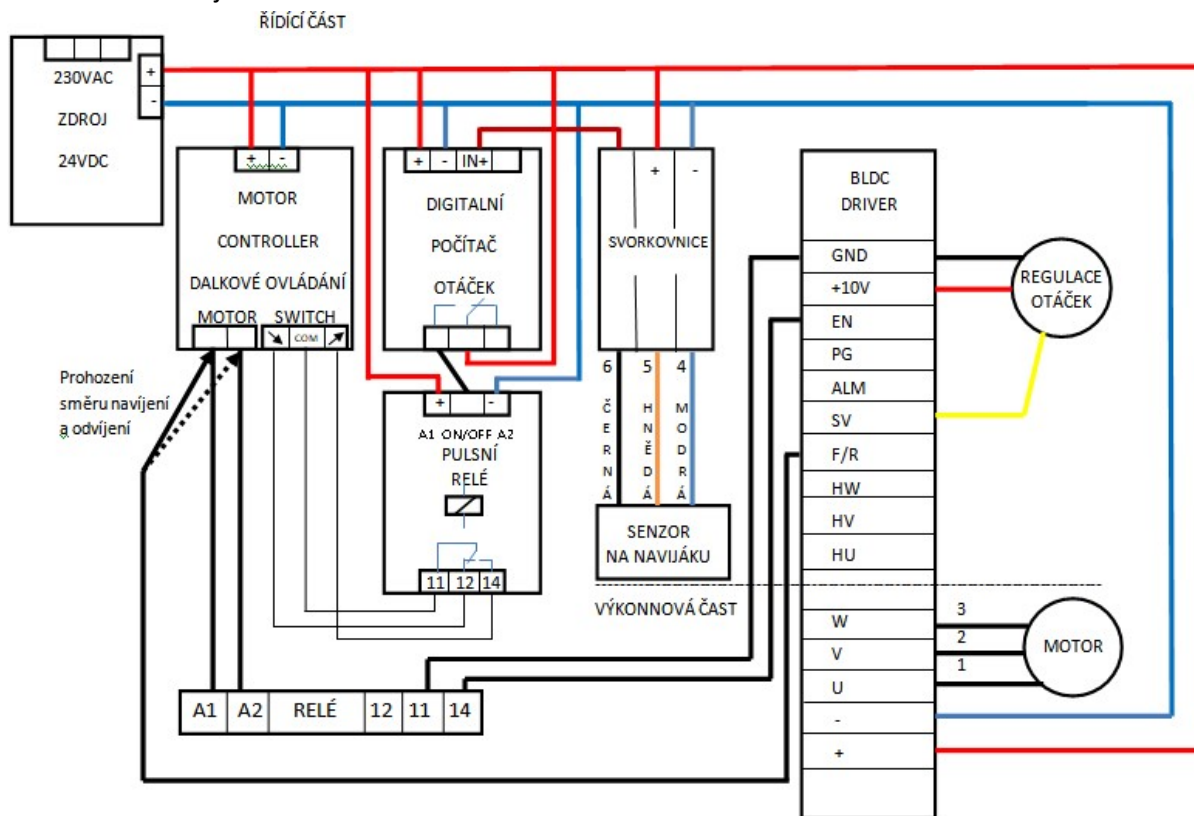 ŘÍDÍCÍ ČÁST
230VAC
ZDROJ
24VDC
+
-
+ -
MOTOR
CONTROLLER
DALKOVÉ OVLÁDÁNÍ
MOTOR SWITCH
COM
+ - IN+
DIGITALNÍ
POČÍTAČ
OTÁČEK
+ -
SVORKOVNICE
6 5 4
ČERNÁ
HNĚDÁ
MODRÁ
SENZOR
NA NAVIJÁKU
Prohození
směru navíjení
a odvíjení
+ -
A1 ON/OFF A2
PULSNÍ
RELÉ
11 12 14
A1 A2 RELÉ 12 11 14
BLDC
DRIVER
GND
+10V
EN
PG
ALM
SV
F/R
HW
HV
HU
REGULACE
OTÁČEK
VÝKONNOVÁ ČAST
W
V
U
-
+
3
2
1
MOTOR